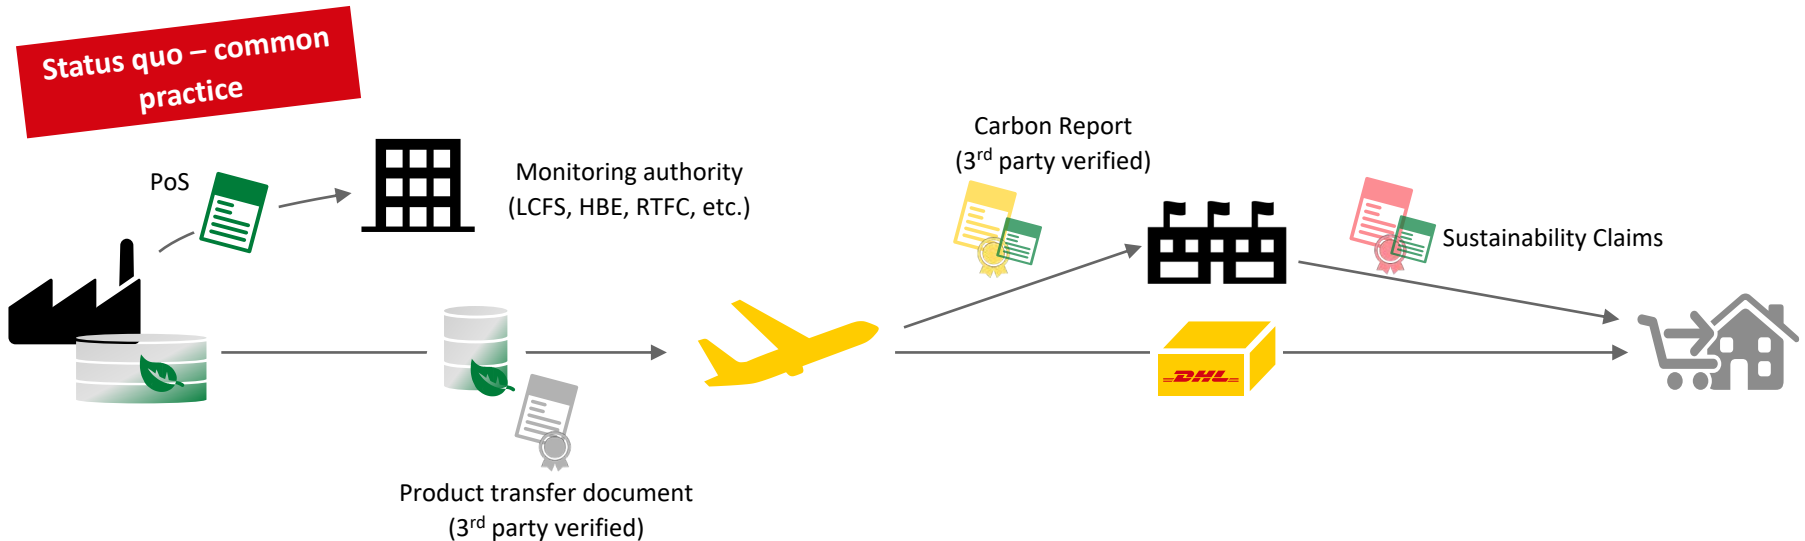 Status quo – common
practice
PoS
Monitoring authority
(LCFS, HBE, RTFC, etc.)
Carbon Report
(3rd party verified)
Sustainability Claims
DHL
Product transfer document
(3rd party verified)